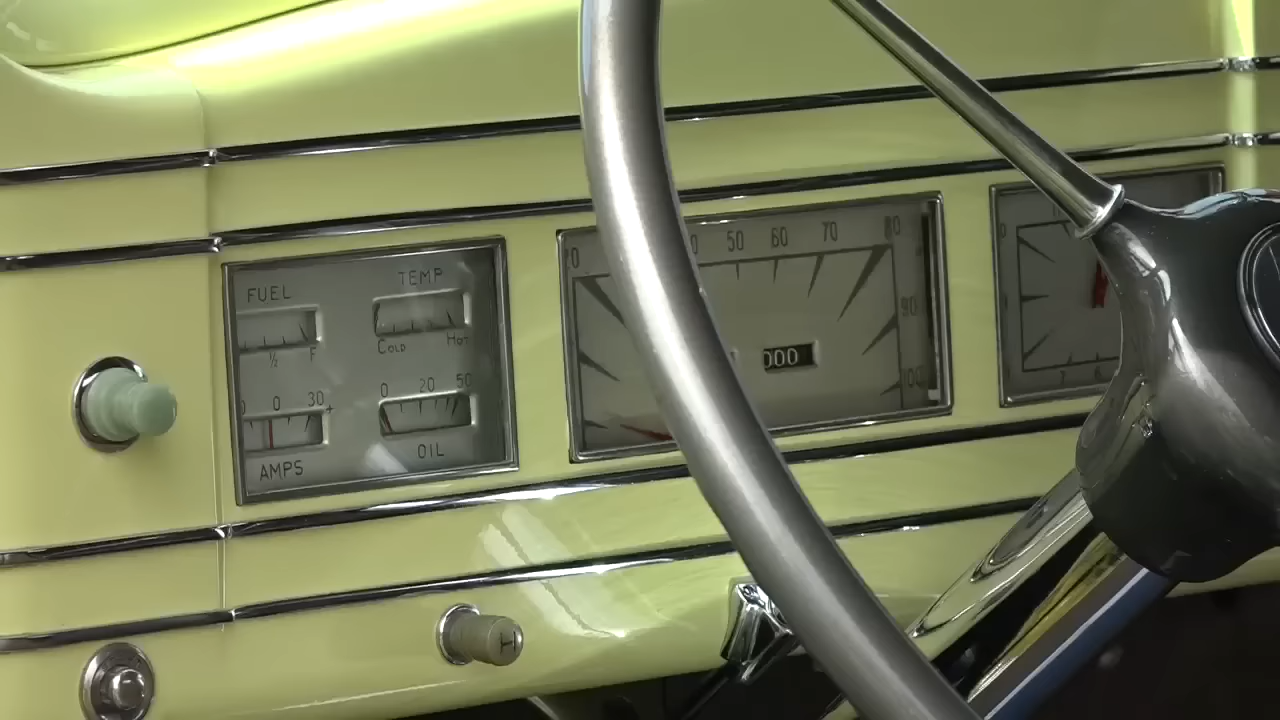 FUEL
TEMP
½ F
COLD HOT
0 30 +
0 20 50
AMPS
OIL
50 60 70 80
90
100
000